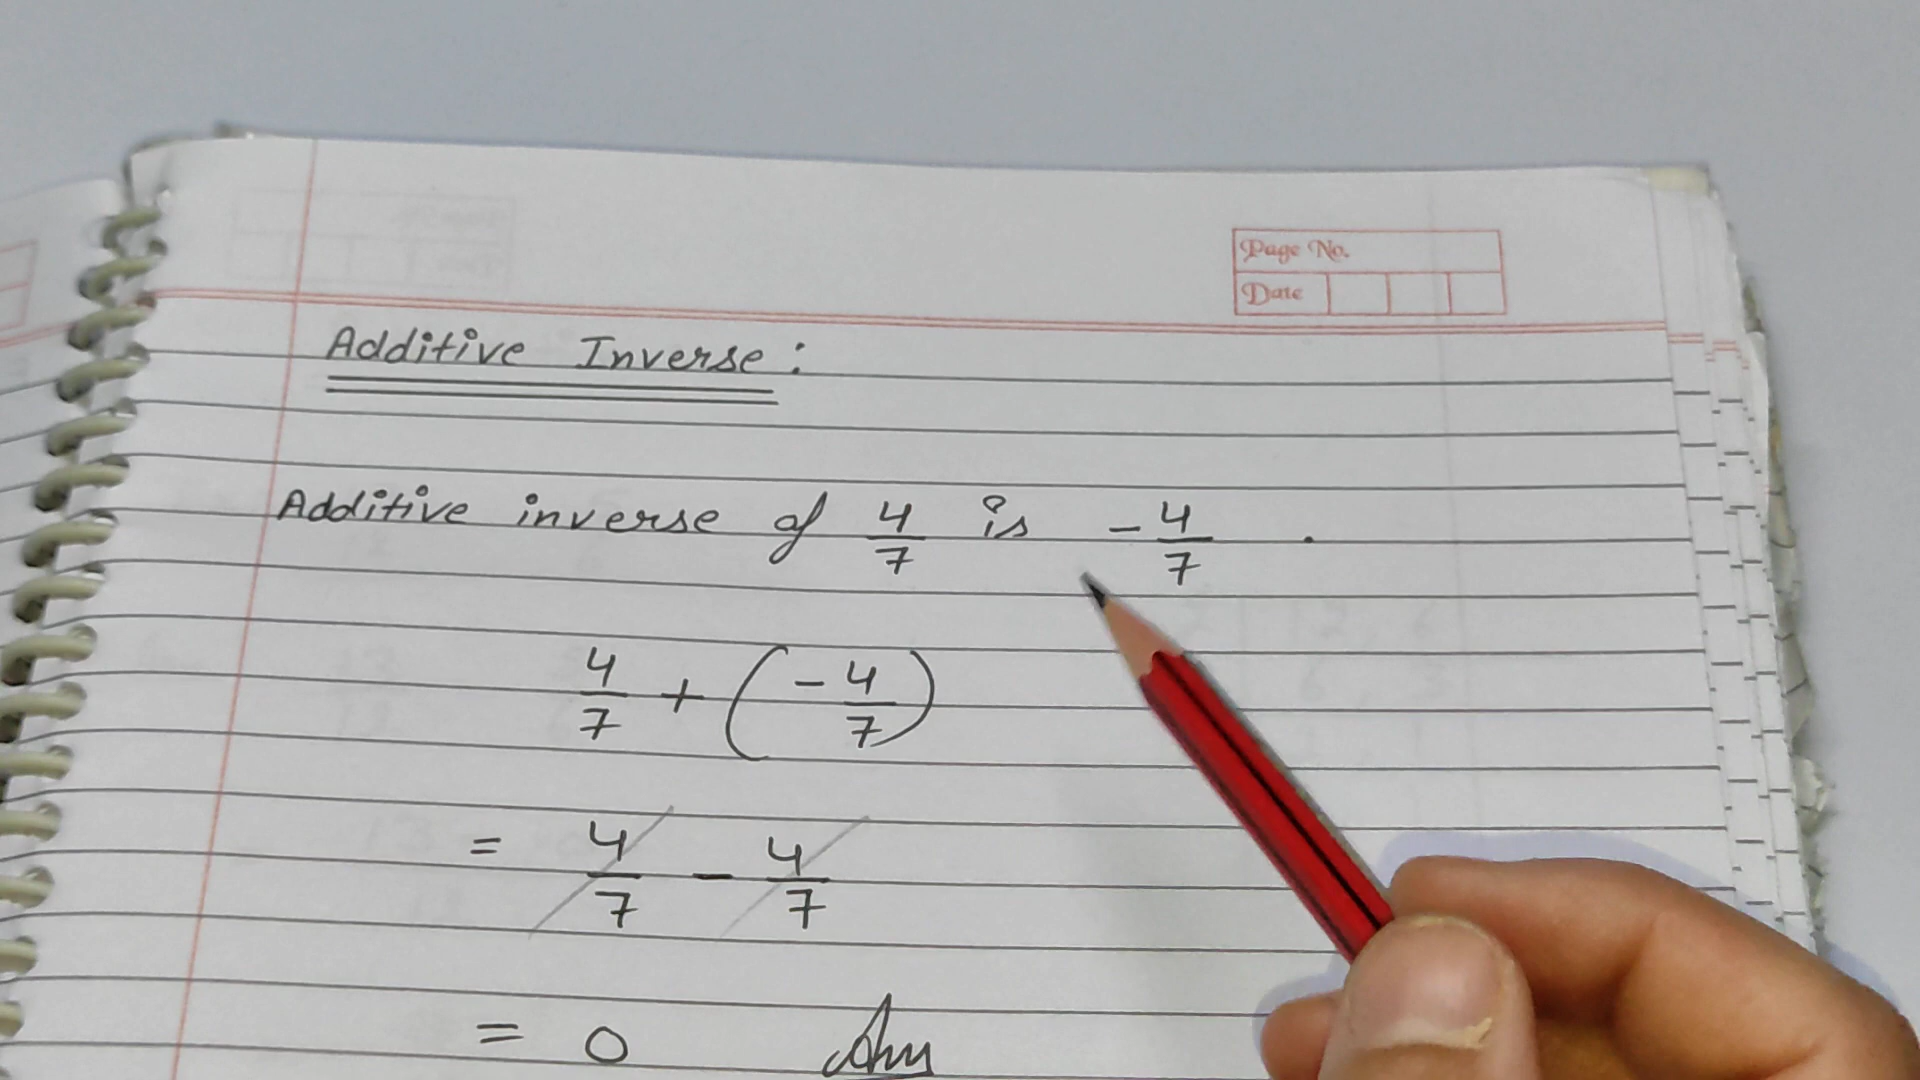 Page No.
Date
Additive Inverse:
Additive inverse of 4/7 is -4/7 .
4/7 + (-4/7)
= 4/7 - 4/7
= 0 Ans